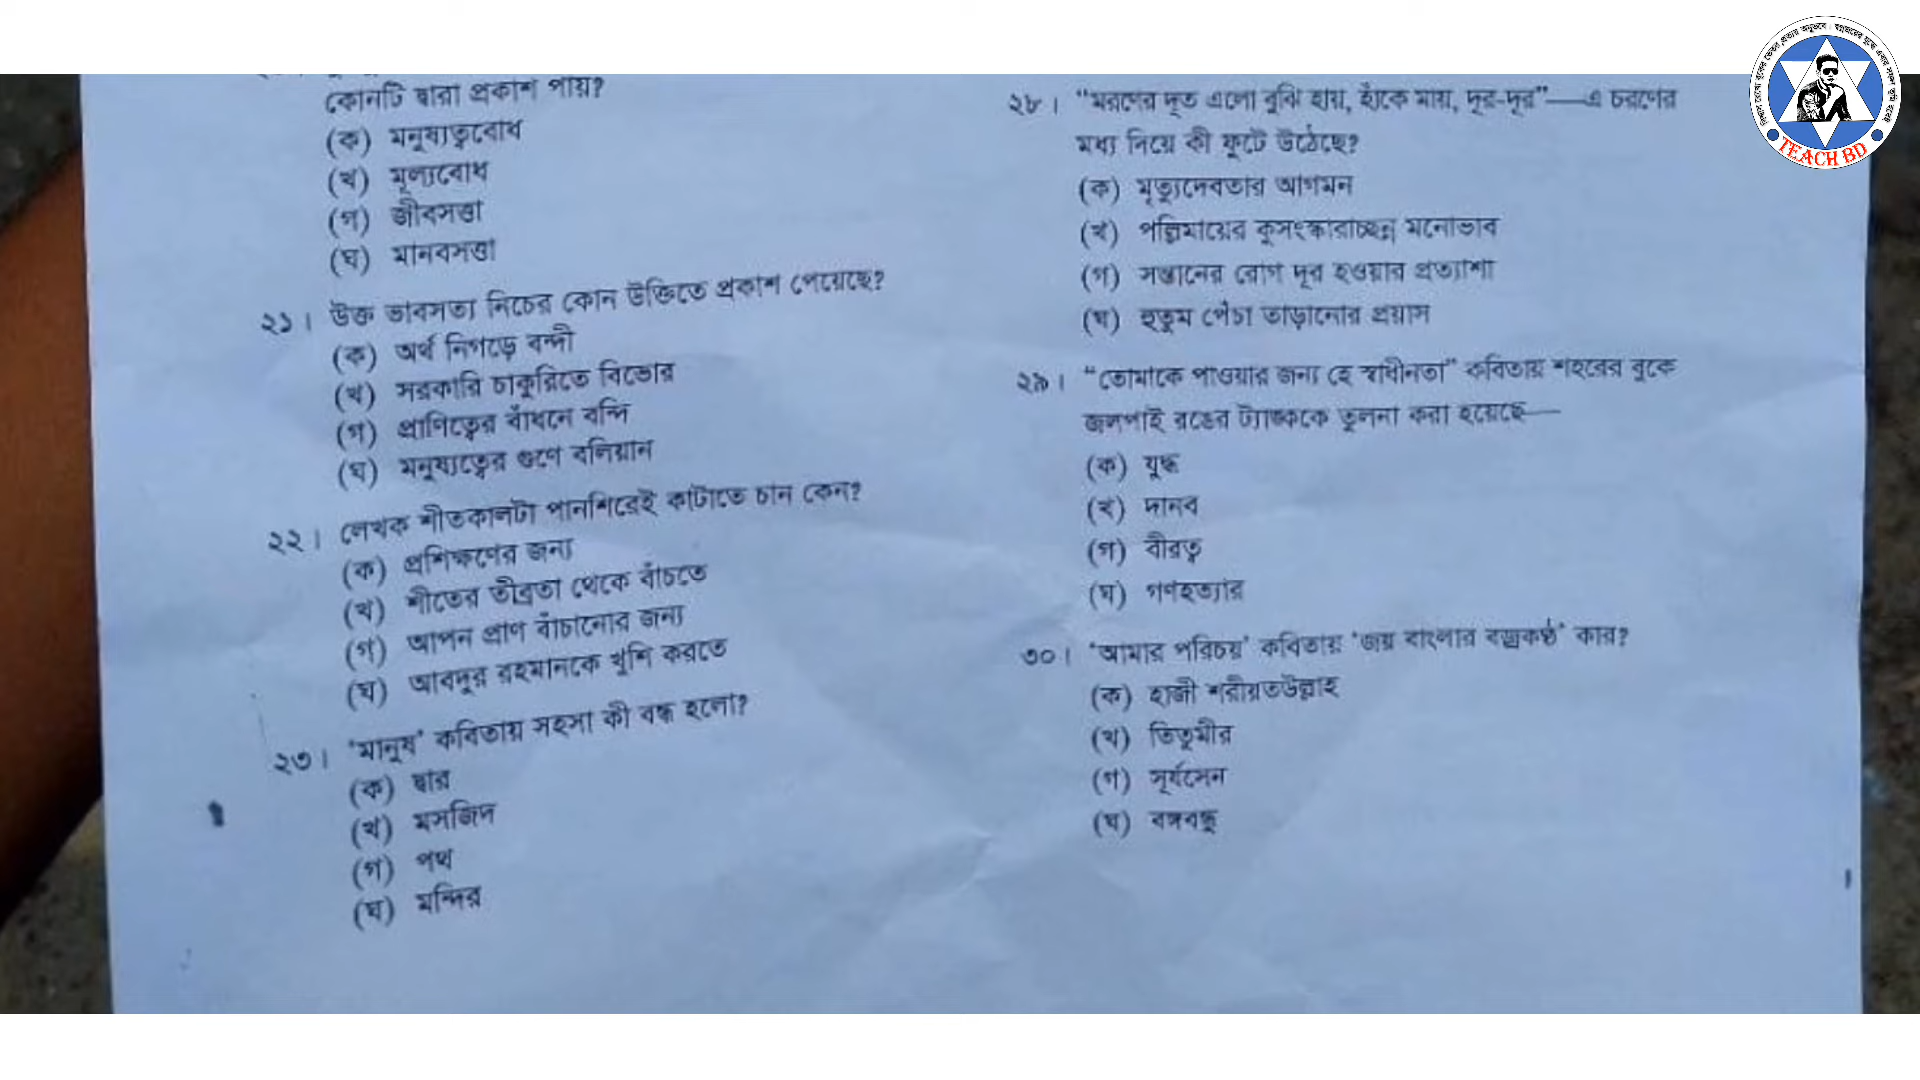 কোনটি দ্বারা প্রকাশ পায়?
(ক) মনুষ্যত্ববোধ
(খ) মূল্যবোধ
(গ) জীবসত্তা
(ঘ) মানবসত্তা
২১। উক্ত ভাবসত্য নিচের কোন উক্তিতে প্রকাশ পেয়েছে?
(ক) অর্থ নিগড়ে বন্দী
(খ) সরকারি চাকুরিতে বিভোর
(গ) প্রাণিত্বের বাঁধনে বন্দি
(ঘ) মনুষ্যত্বের গুণে বলিয়ান
২২। লেখক শীতকালটা পানশিরেই কাটাতে চান কেন?
(ক) প্রশিক্ষণের জন্য
(খ) শীতের তীব্রতা থেকে বাঁচতে
(গ) আপন প্রাণ বাঁচানোর জন্য
(ঘ) আবদুর রহমানকে খুশি করতে
২৩। ‘মানুষ’ কবিতায় সহসা কী বন্ধ হলো?
(ক) দ্বার
(খ) মসজিদ
(গ) পথ
(ঘ) মন্দির
২৮। “মরণের দূত এলো বুঝি হায়, হাঁকে মায়, দূর-দূর”—এ চরণের
মধ্য দিয়ে কী ফুটে উঠেছে?
(ক) মৃত্যুদেবতার আগমন
(খ) পল্লিমায়ের কুসংস্কারাচ্ছন্ন মনোভাব
(গ) সন্তানের রোগ দূর হওয়ার প্রত্যাশা
(ঘ) হুতুম পেঁচা তাড়ানোর প্রয়াস
২৯। “তোমাকে পাওয়ার জন্য হে স্বাধীনতা” কবিতায় শহরের বুকে
জলপাই রঙের ট্যাঙ্ককে তুলনা করা হয়েছে—
(ক) যুদ্ধ
(খ) দানব
(গ) বীরত্ব
(ঘ) গণহত্যার
৩০। ‘আমার পরিচয়’ কবিতায় ‘জয় বাংলার বজ্রকণ্ঠ’ কার?
(ক) হাজী শরীয়তউল্লাহ
(খ) তিতুমীর
(গ) সূর্যসেন
(ঘ) বঙ্গবন্ধু
TEACH BD